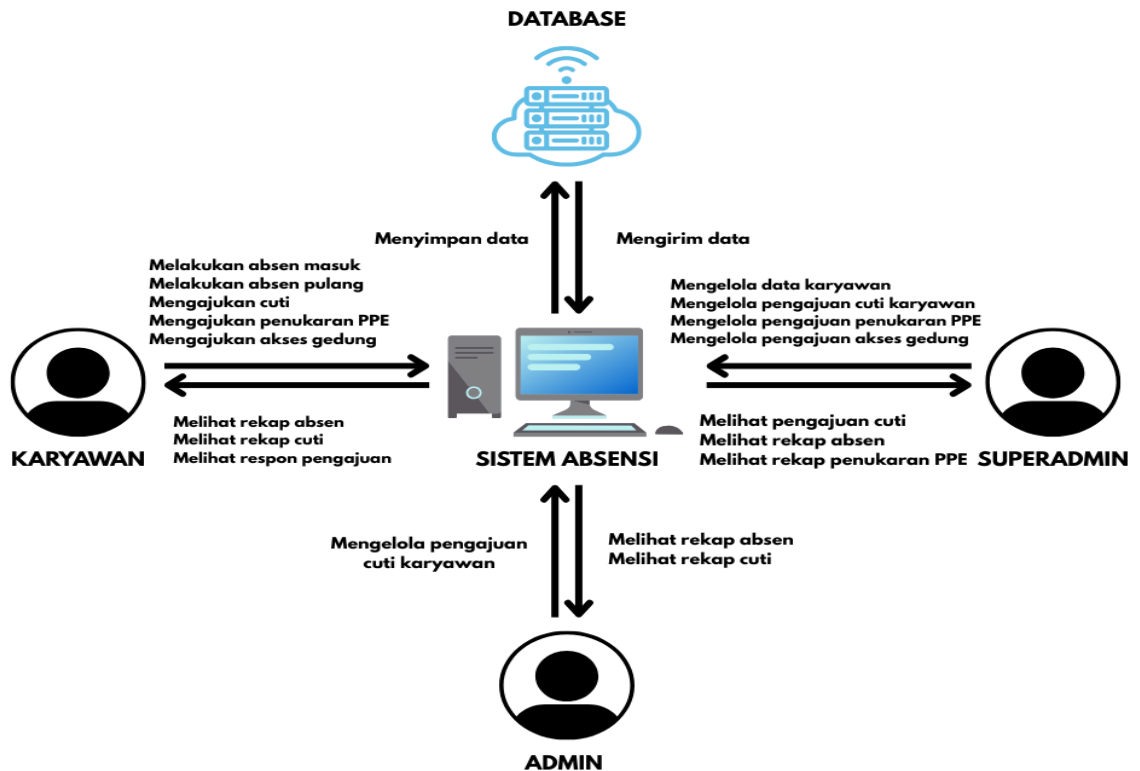 DATABASE
Menyimpan data
Mengirim data
Melakukan absen masuk
Melakukan absen pulang
Mengajukan cuti
Mengajukan penukaran PPE
Mengajukan akses gedung
Mengelola data karyawan
Mengelola pengajuan cuti karyawan
Mengelola pengajuan penukaran PPE
Mengelola pengajuan akses gedung
Melihat rekap absen
Melihat rekap cuti
Melihat respon pengajuan
Melihat pengajuan cuti
Melihat rekap absen
Melihat rekap penukaran PPE
KARYAWAN
SISTEM ABSENSI
SUPERADMIN
Mengelola pengajuan
cuti karyawan
Melihat rekap absen
Melihat rekap cuti
ADMIN